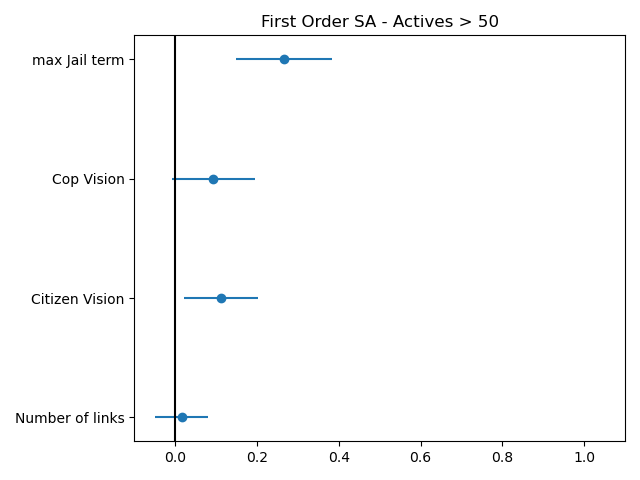 First Order SA - Actives > 50
max Jail term
Cop Vision
Citizen Vision
Number of links
0.0 0.2 0.4 0.6 0.8 1.0